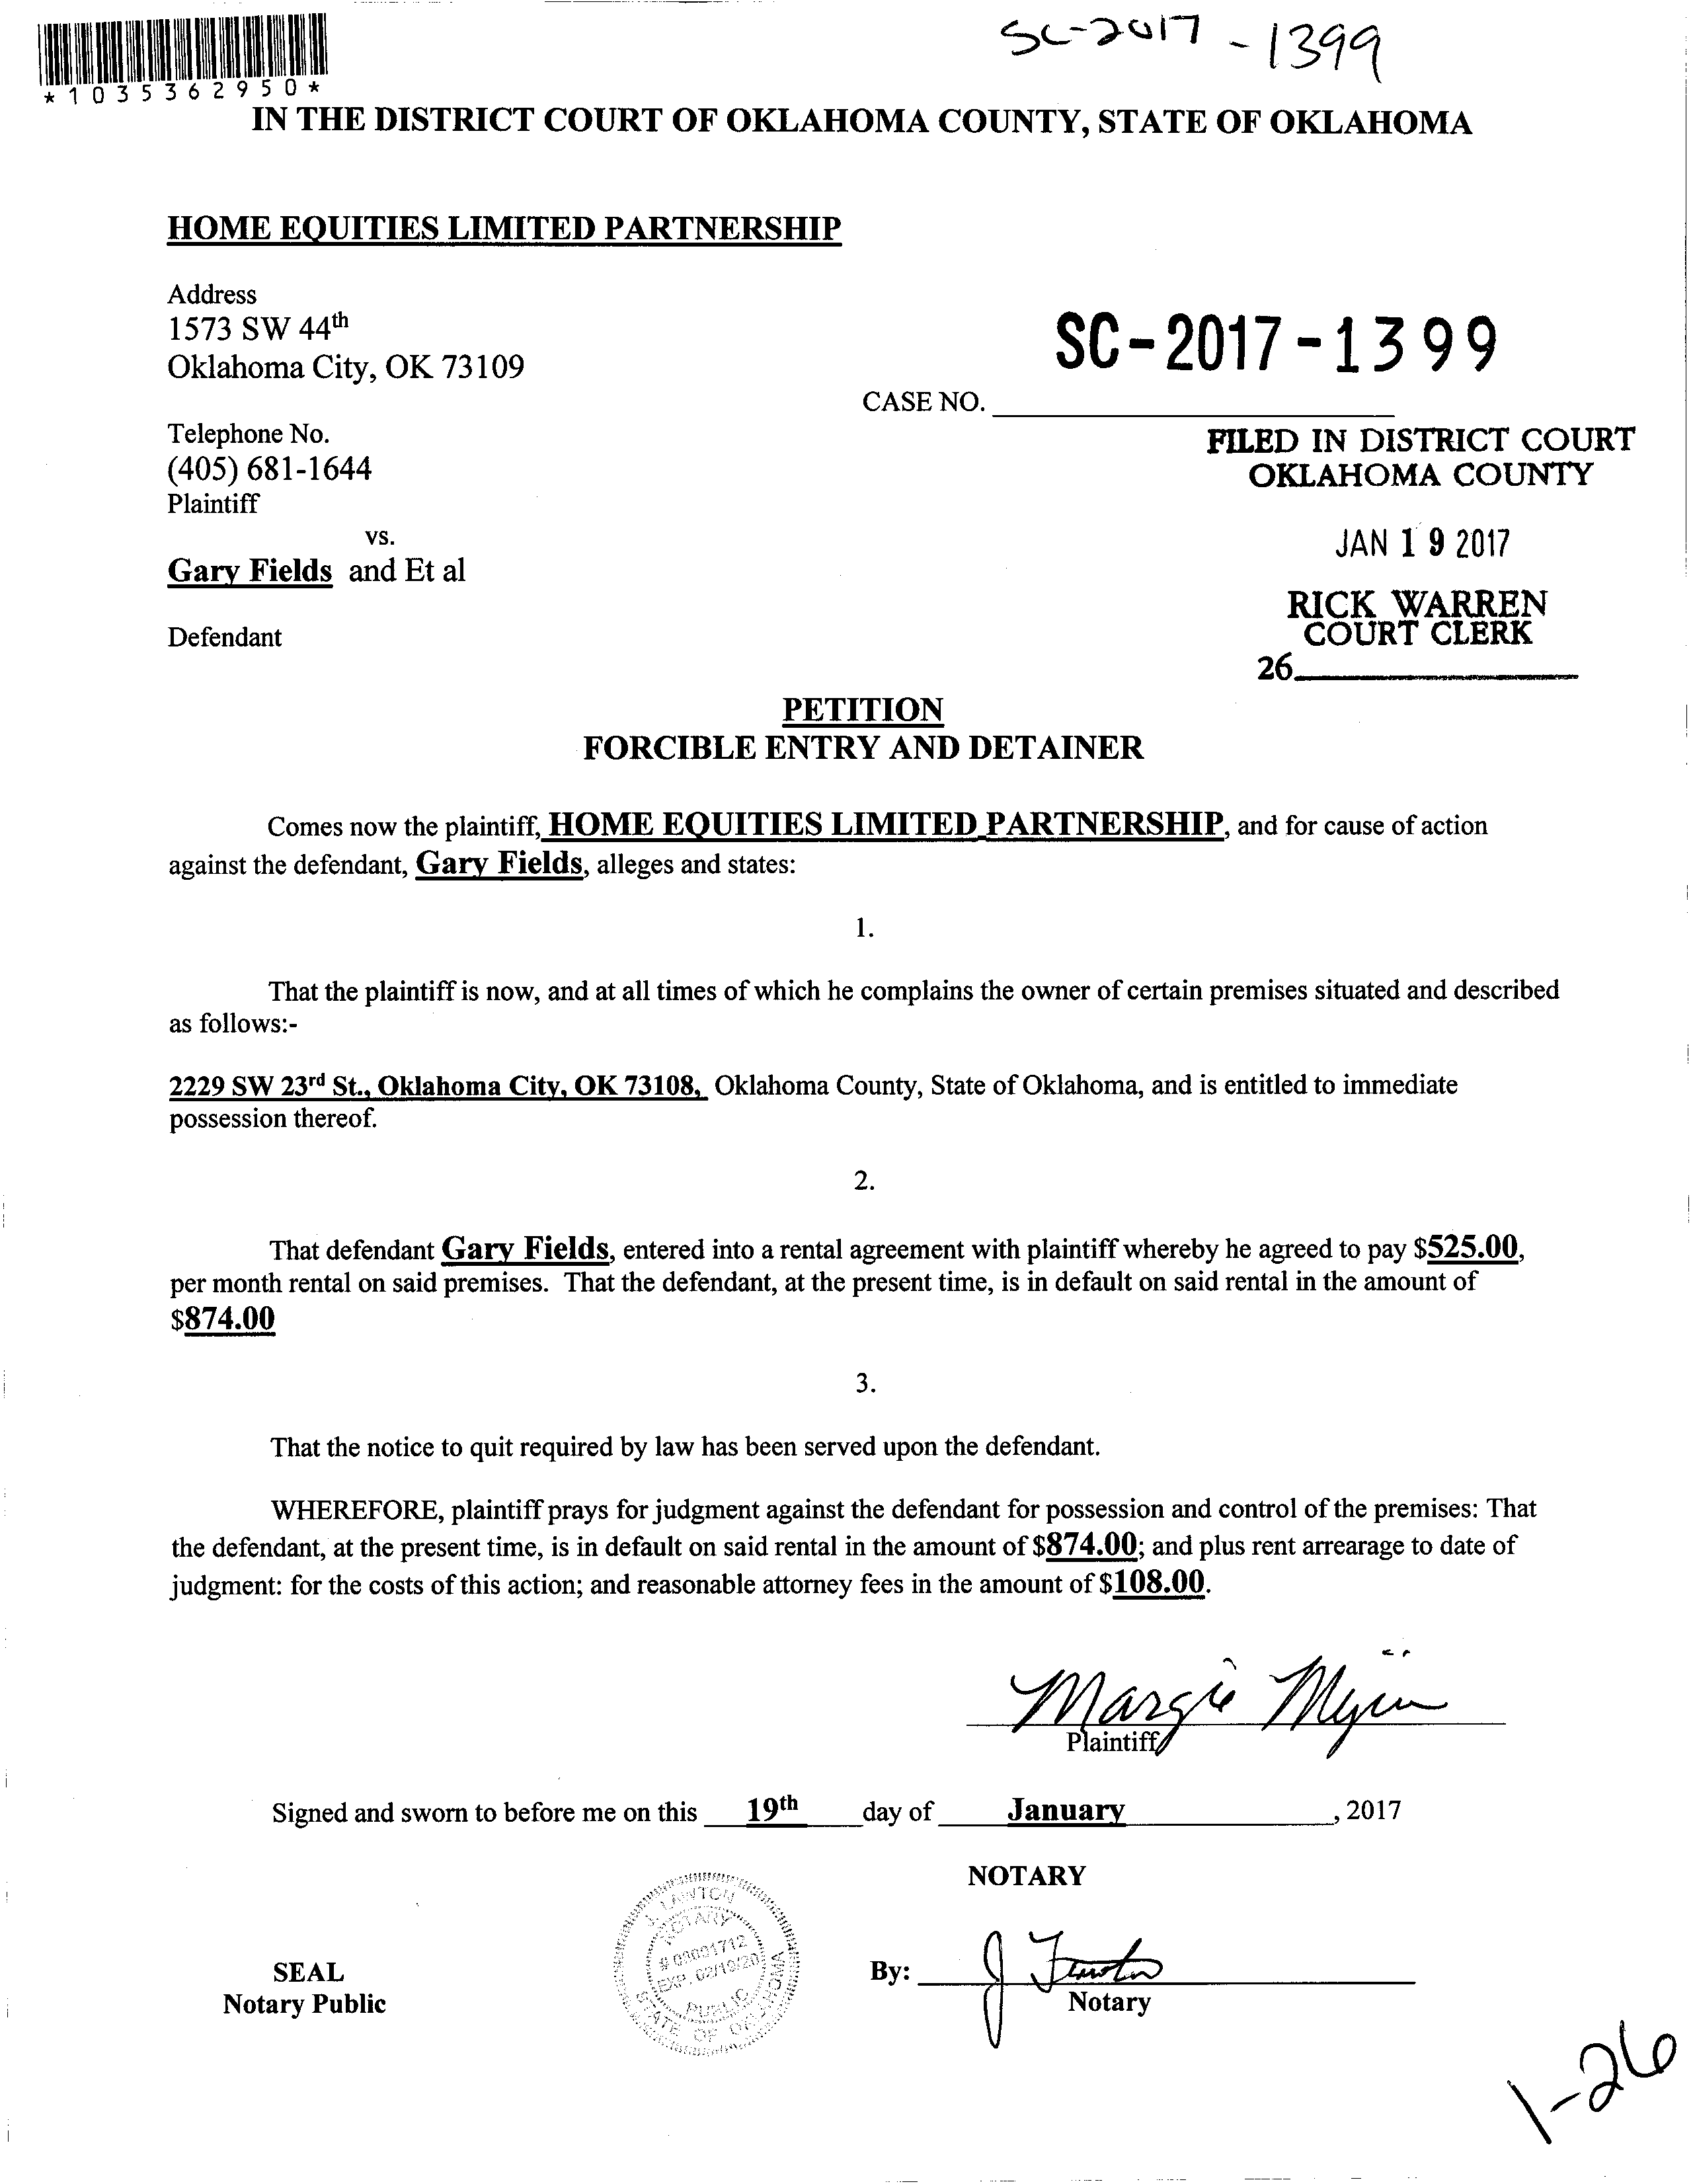 SC-2017-1399
*1035362950*
IN THE DISTRICT COURT OF OKLAHOMA COUNTY, STATE OF OKLAHOMA
HOME EQUITIES LIMITED PARTNERSHIP
Address
1573 SW 44th
Oklahoma City, OK 73109
SC-2017-1399
CASE NO.
Telephone No.
(405) 681-1644
Plaintiff
FILED IN DISTRICT COURT
OKLAHOMA COUNTY
JAN 19 2017
RICK WARREN
COURT CLERK
26
vs.
Gary Fields and Et al
Defendant
PETITION
FORCIBLE ENTRY AND DETAINER
Comes now the plaintiff, HOME EQUITIES LIMITED PARTNERSHIP, and for cause of action
against the defendant, Gary Fields, alleges and states:
1.
That the plaintiff is now, and at all times of which he complains the owner of certain premises situated and described
as follows:-
2229 SW 23rd St., Oklahoma City, OK 73108, Oklahoma County, State of Oklahoma, and is entitled to immediate
possession thereof.
2.
That defendant Gary Fields, entered into a rental agreement with plaintiff whereby he agreed to pay $525.00,
per month rental on said premises. That the defendant, at the present time, is in default on said rental in the amount of
$874.00
3.
That the notice to quit required by law has been served upon the defendant.
WHEREFORE, plaintiff prays for judgment against the defendant for possession and control of the premises: That
the defendant, at the present time, is in default on said rental in the amount of $874.00; and plus rent arrearage to date of
judgment: for the costs of this action; and reasonable attorney fees in the amount of $108.00.
Margie
Plaintiff
Signed and sworn to before me on this 19th day of January, 2017
NOTARY
J. LAWTON
NOTARY
EXP. 02/19/20
PUBLIC
STATE OF OKLAHOMA
SEAL
Notary Public
By: J
Notary
1-26